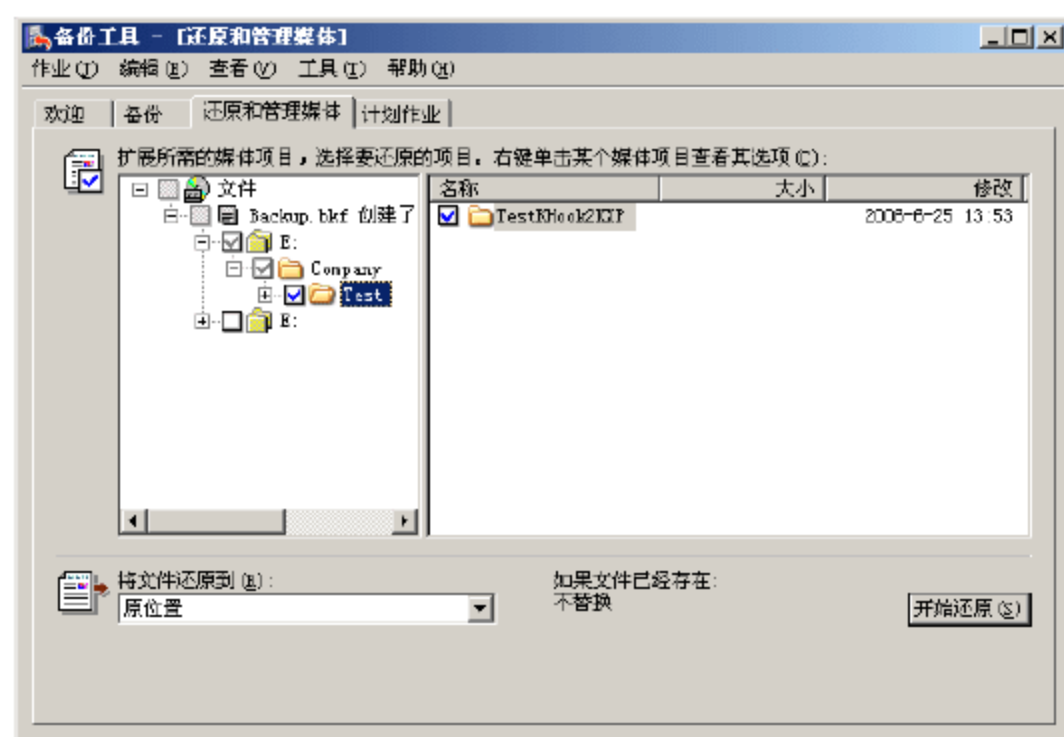 备份工具 - [还原和管理媒体]
作业(J) 编辑(E) 查看(V) 工具(T) 帮助(H)
欢迎 备份 还原和管理媒体 计划作业
扩展所需的媒体项目，选择要还原的项目。右键单击某个媒体项目查看其选项(C):
文件
Backup.bkf 创建了
E:
Company
Test
E:
名称 大小 修改
TestKHook2KXP 2006-6-25 13:53
将文件还原到(R):
原位置
如果文件已经存在:
不替换
开始还原(S)